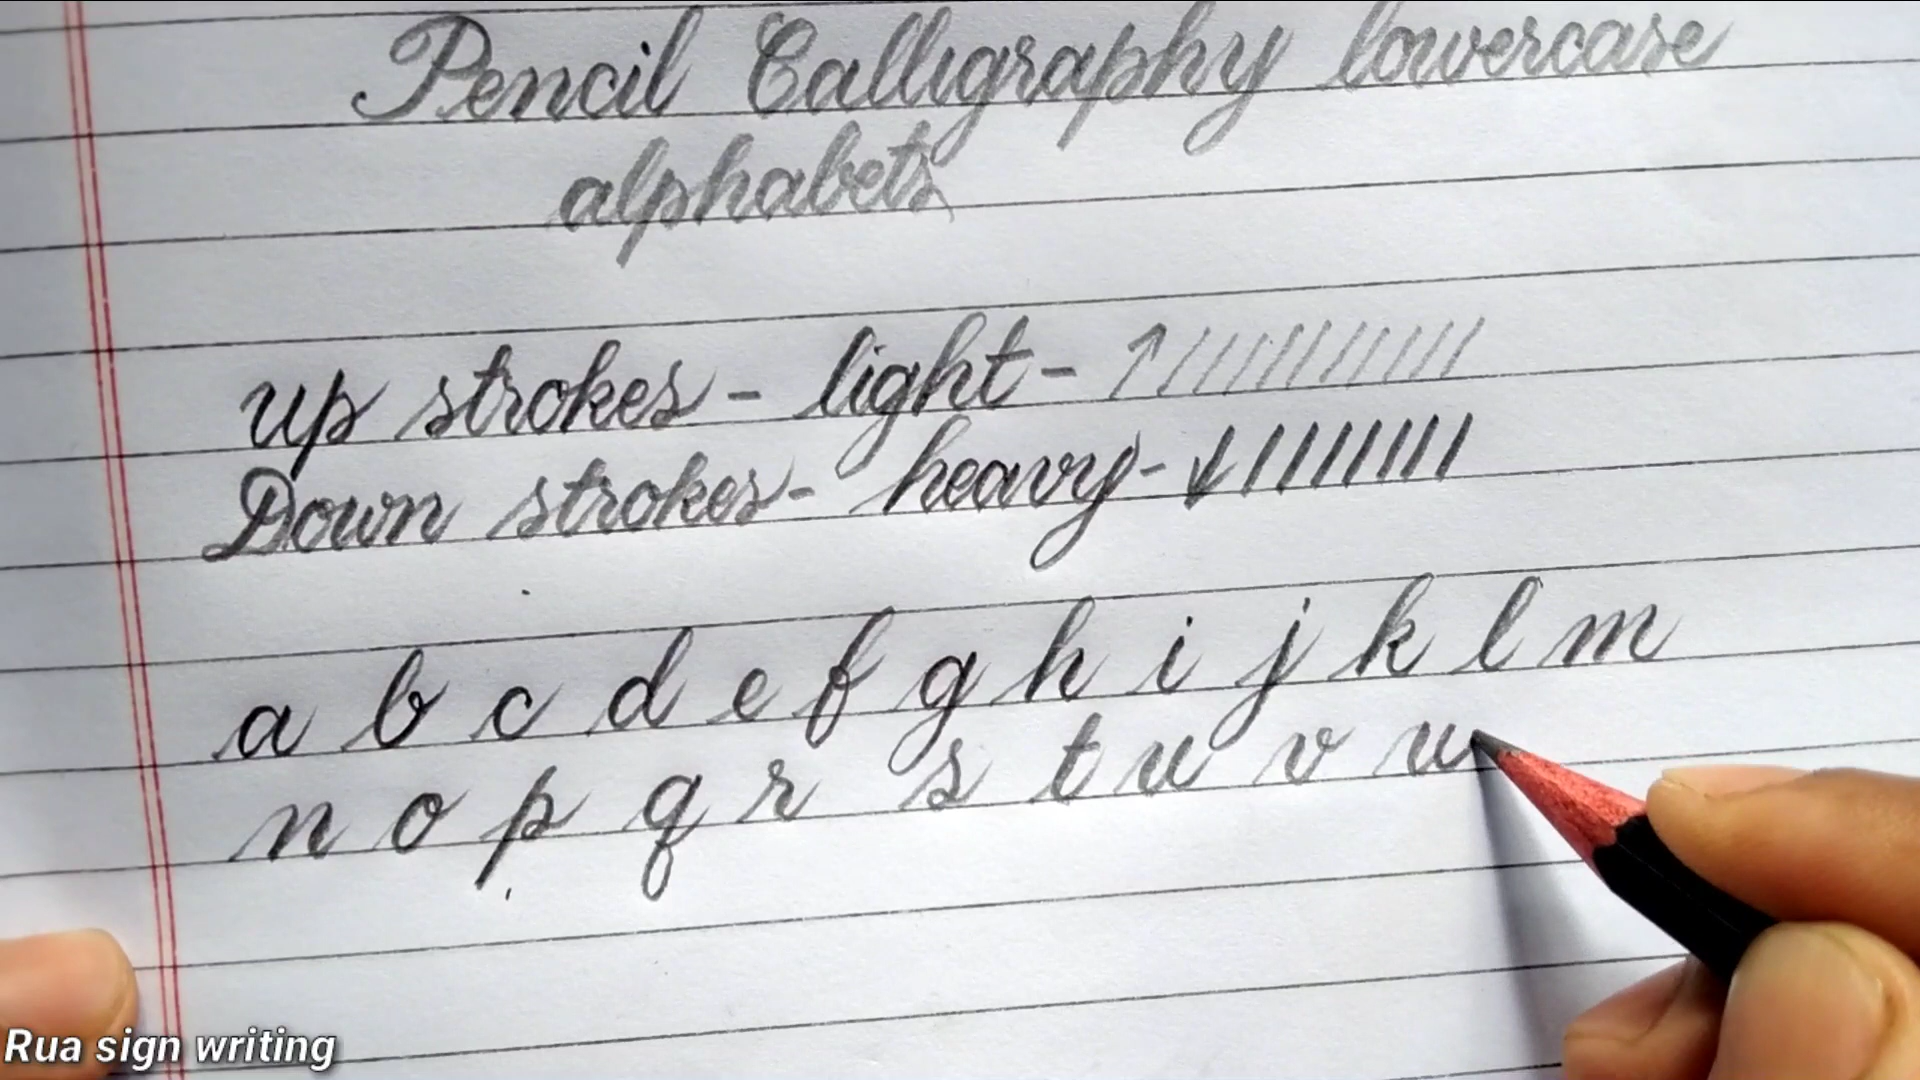 Pencil Calligraphy lowercase
alphabets
up strokes - light - ↑///////////
Down strokes - heavy - ↓////////
a b c d e f g h i j k l m
n o p q r s t u v w
Rua sign writing